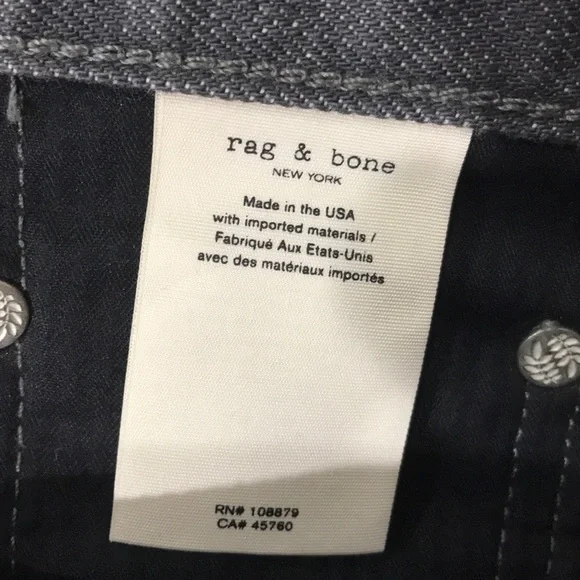 rag & bone
NEW YORK
Made in the USA
with imported materials /
Fabriqué Aux Etats-Unis
avec des matériaux importés
RN# 108879
CA# 45760